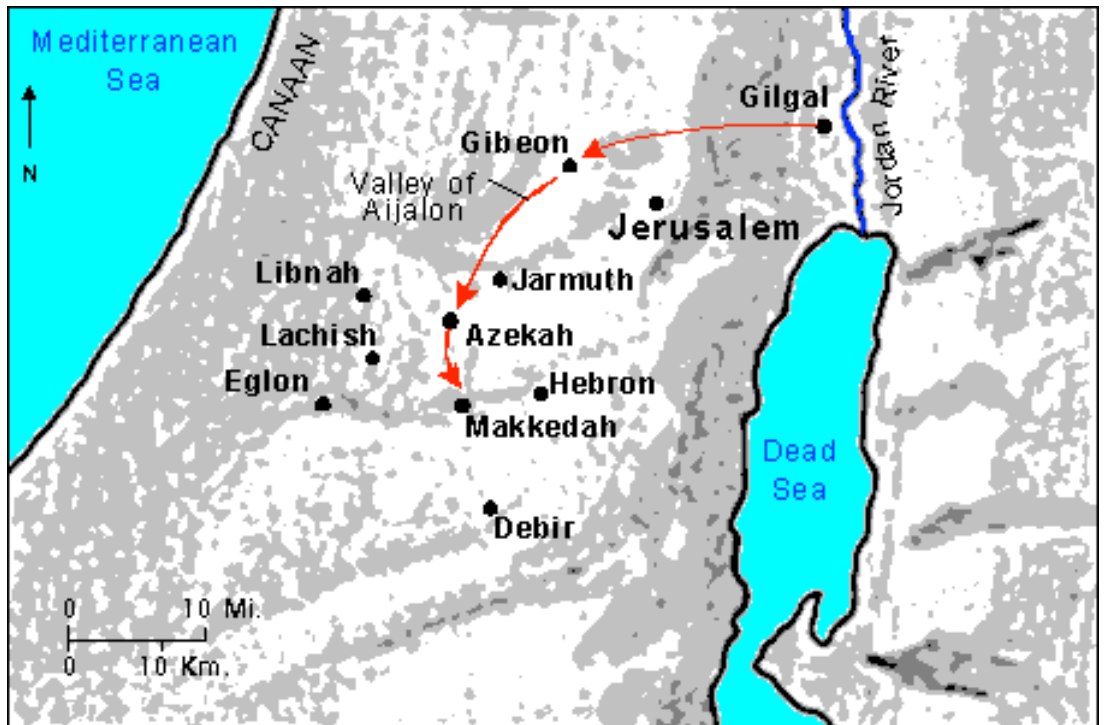 Mediterranean
Sea
CANAAN
N
Gilgal
Jordan River
Gibeon
Valley of
Aijalon
Jerusalem
Libnah
Jarmuth
Lachish
Azekah
Eglon
Hebron
Makkedah
Dead
Sea
Debir
0 10 Mi.
0 10 Km.